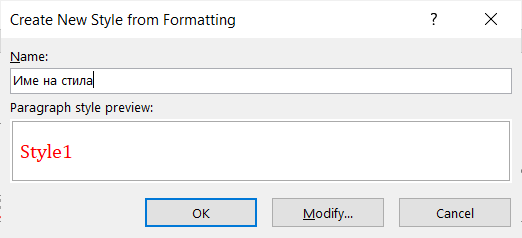 Create New Style from Formatting
? ×
Name:
Име на стила
Paragraph style preview:
Style1
OK Modify... Cancel